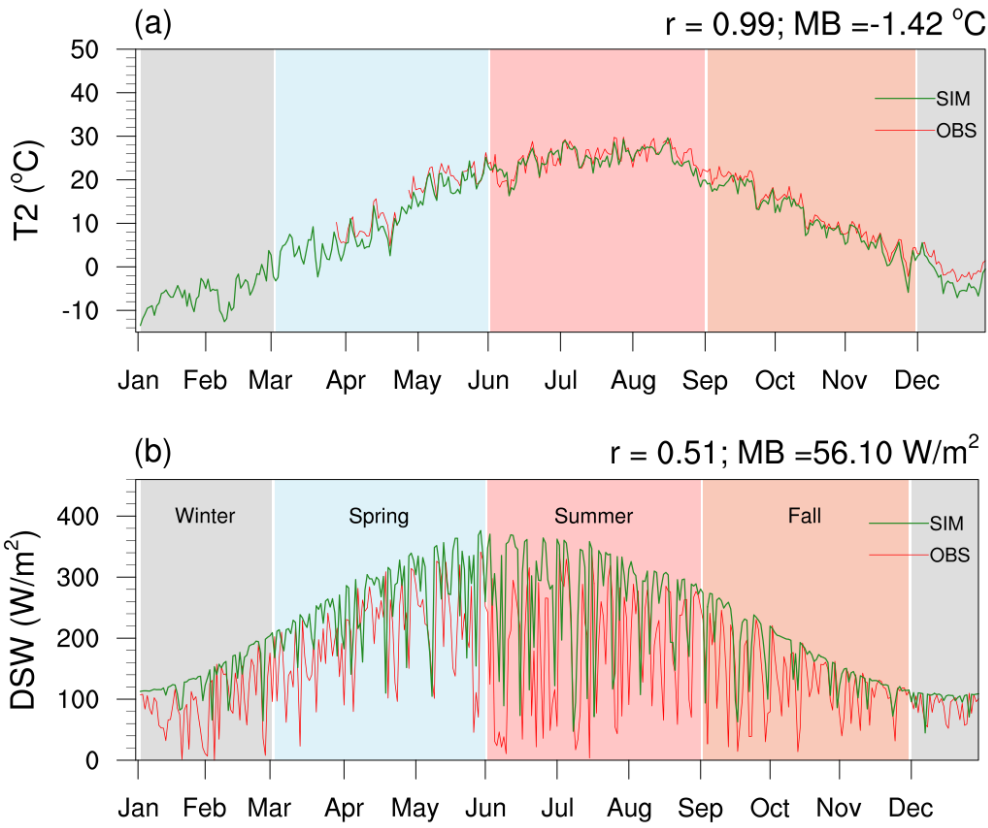 (a)
r = 0.99; MB =-1.42 °C
50
40
30
20
10
0
-10
T2 (°C)
SIM
OBS
Jan Feb Mar Apr May Jun Jul Aug Sep Oct Nov Dec
(b)
r = 0.51; MB =56.10 W/m²
400
300
200
100
0
DSW (W/m²)
Winter Spring Summer Fall
SIM
OBS
Jan Feb Mar Apr May Jun Jul Aug Sep Oct Nov Dec